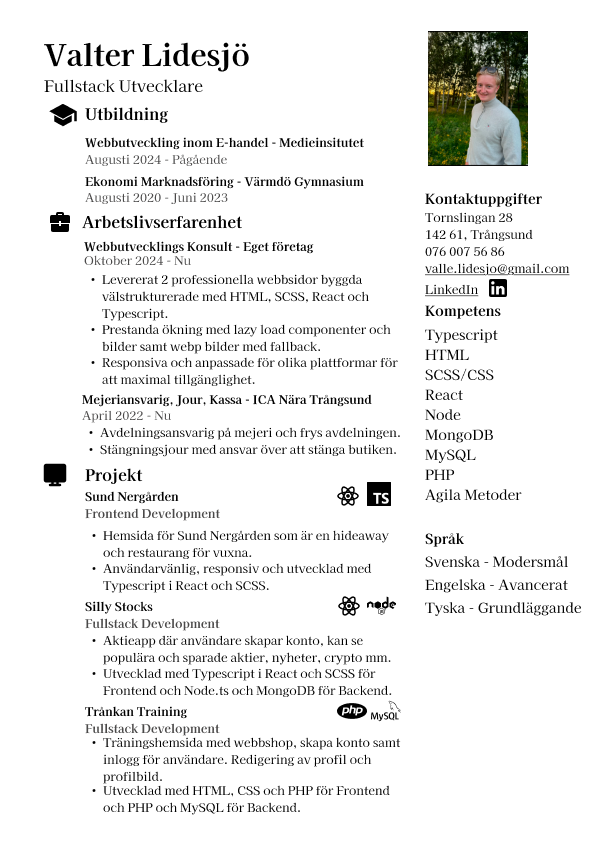 Valter Lidesjö
Fullstack Utvecklare
Utbildning
Webbutveckling inom E-handel - Medieinsitutet
Augusti 2024 - Pågående
Ekonomi Marknadsföring - Värmdö Gymnasium
Augusti 2020 - Juni 2023
Arbetslivserfarenhet
Webbutvecklings Konsult - Eget företag
Oktober 2024 - Nu
• Levererat 2 professionella webbsidor byggda
välstrukturerade med HTML, SCSS, React och
Typescript.
• Prestanda ökning med lazy load componenter och
bilder samt webp bilder med fallback.
• Responsiva och anpassade för olika plattformar för
att maximal tillgänglighet.
Mejeriansvarig, Jour, Kassa - ICA Nära Trångsund
April 2022 - Nu
• Avdelningsansvarig på mejeri och frys avdelningen.
• Stängningsjour med ansvar över att stänga butiken.
Projekt
Sund Nergården
TS
Frontend Development
• Hemsida för Sund Nergården som är en hideaway
och restaurang för vuxna.
• Användarvänlig, responsiv och utvecklad med
Typescript i React och SCSS.
Silly Stocks
node
Fullstack Development
• Aktieapp där användare skapar konto, kan se
populära och sparade aktier, nyheter, crypto mm.
• Utvecklad med Typescript i React och SCSS för
Frontend och Node.ts och MongoDB för Backend.
Trånkan Training
php
MySQL
Fullstack Development
• Träningshemsida med webbshop, skapa konto samt
inlogg för användare. Redigering av profil och
profilbild.
• Utvecklad med HTML, CSS och PHP för Frontend
och PHP och MySQL för Backend.
Kontaktuppgifter
Tornslingan 28
142 61, Trångsund
076 007 56 86
valle.lidesjo@gmail.com
LinkedIn in
Kompetens
Typescript
HTML
SCSS/CSS
React
Node
MongoDB
MySQL
PHP
Agila Metoder
Språk
Svenska - Modersmål
Engelska - Avancerat
Tyska - Grundläggande